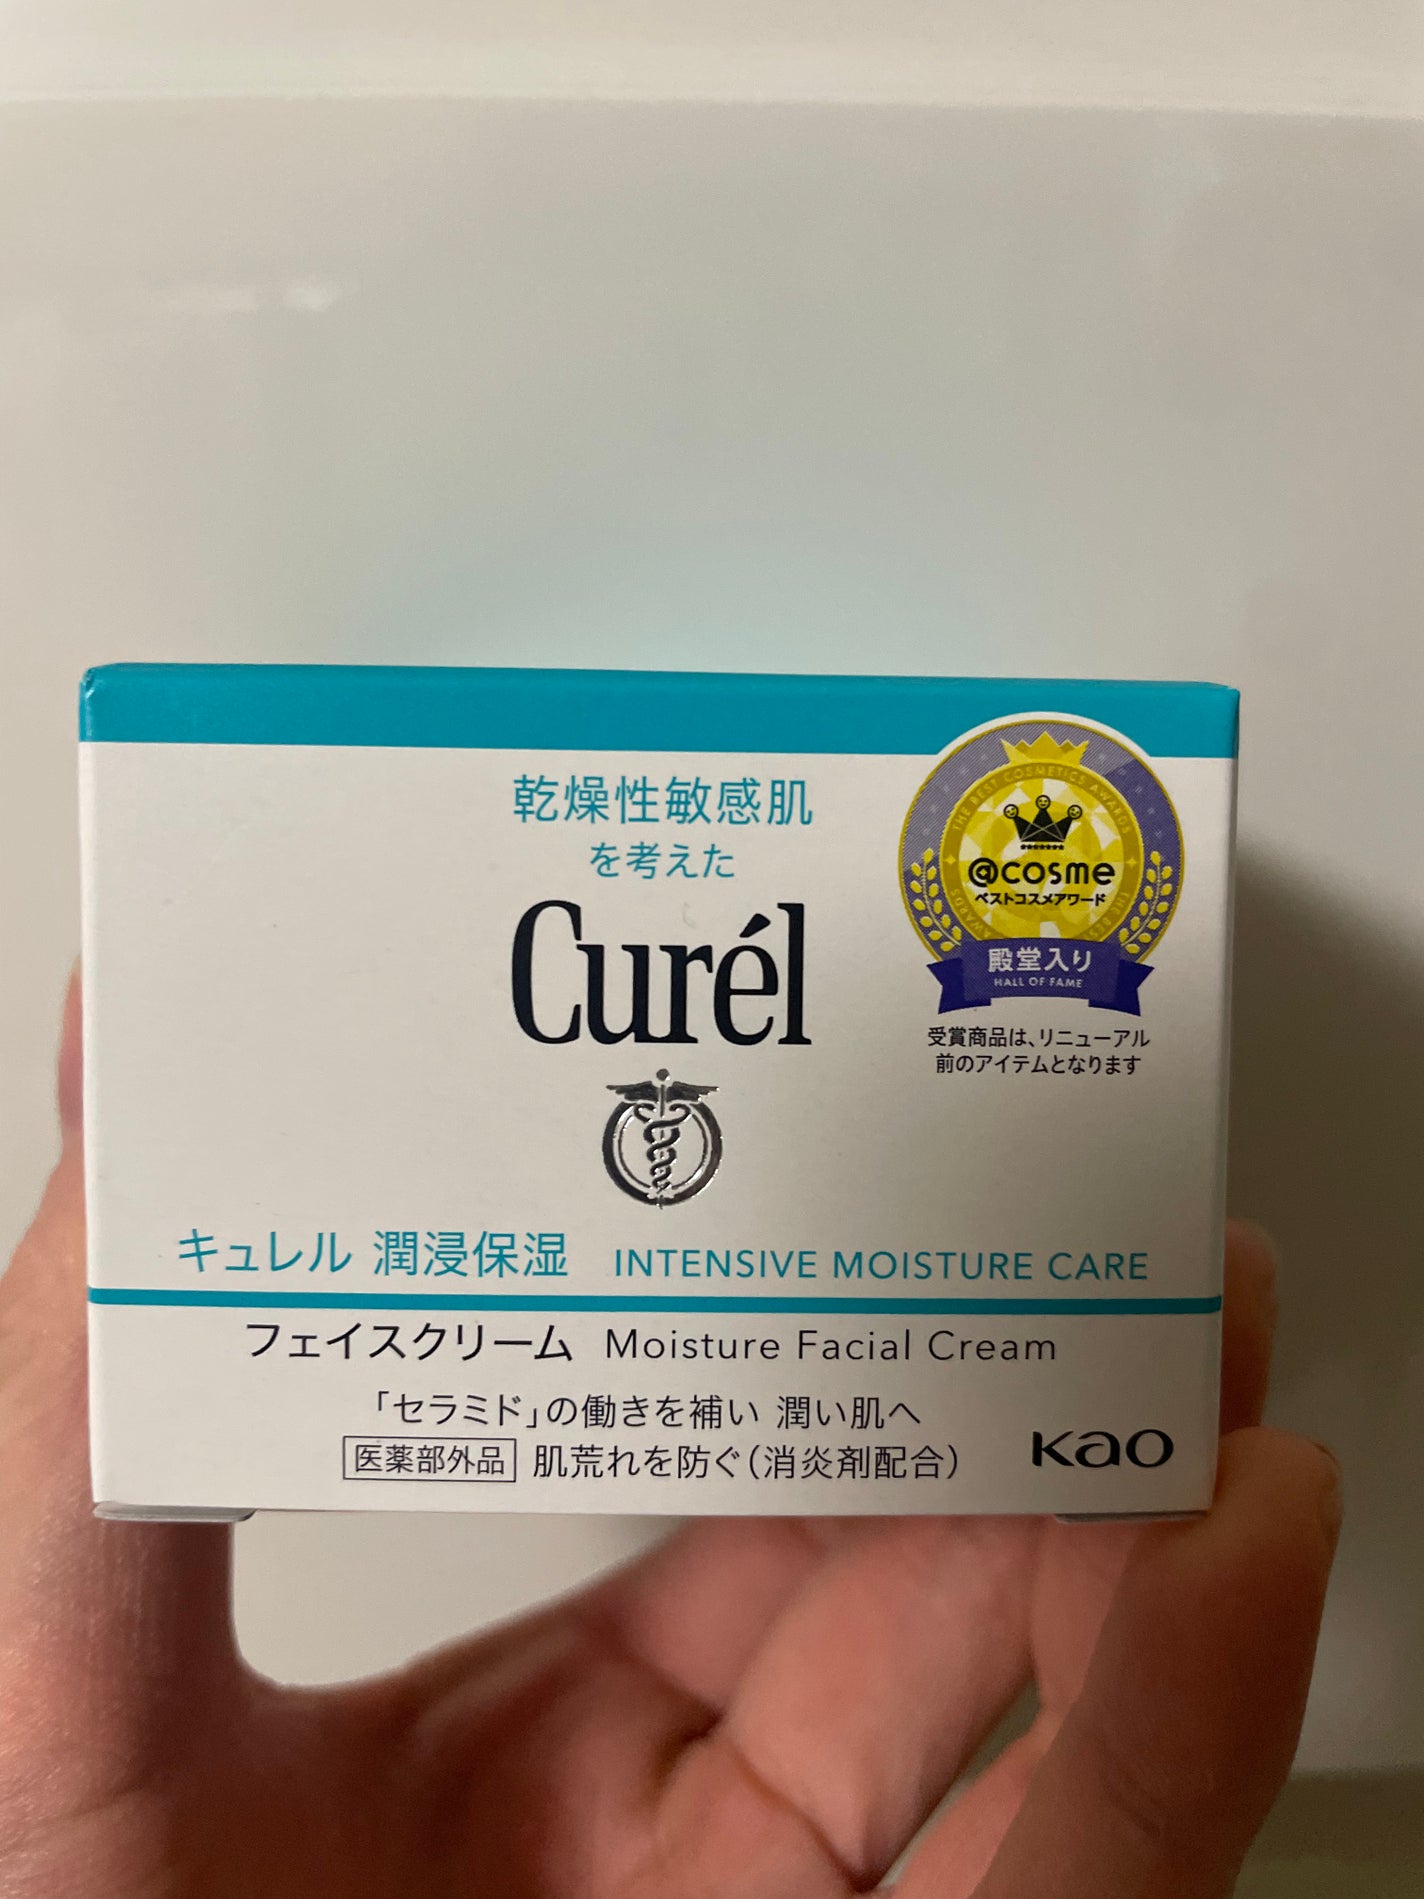 乾燥性敏感肌
を考えた
Curél
THE BEST COSMETICS AWARDS
@cosme
ベストコスメアワード
殿堂入り
HALL OF FAME
受賞商品は、リニューアル
前のアイテムとなります
キュレル 潤浸保湿 INTENSIVE MOISTURE CARE
フェイスクリーム Moisture Facial Cream
「セラミド」の働きを補い 潤い肌へ
医薬部外品 肌荒れを防ぐ（消炎剤配合）
Kao